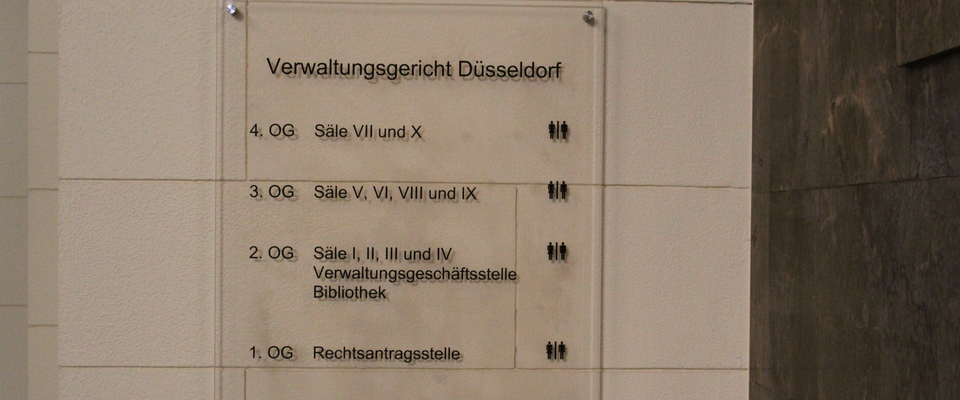 Verwaltungsgericht Düsseldorf
4. OG Säle VII und X
3. OG Säle V, VI, VIII und IX
2. OG Säle I, II, III und IV
Verwaltungsgeschäftsstelle
Bibliothek
1. OG Rechtsantragsstelle